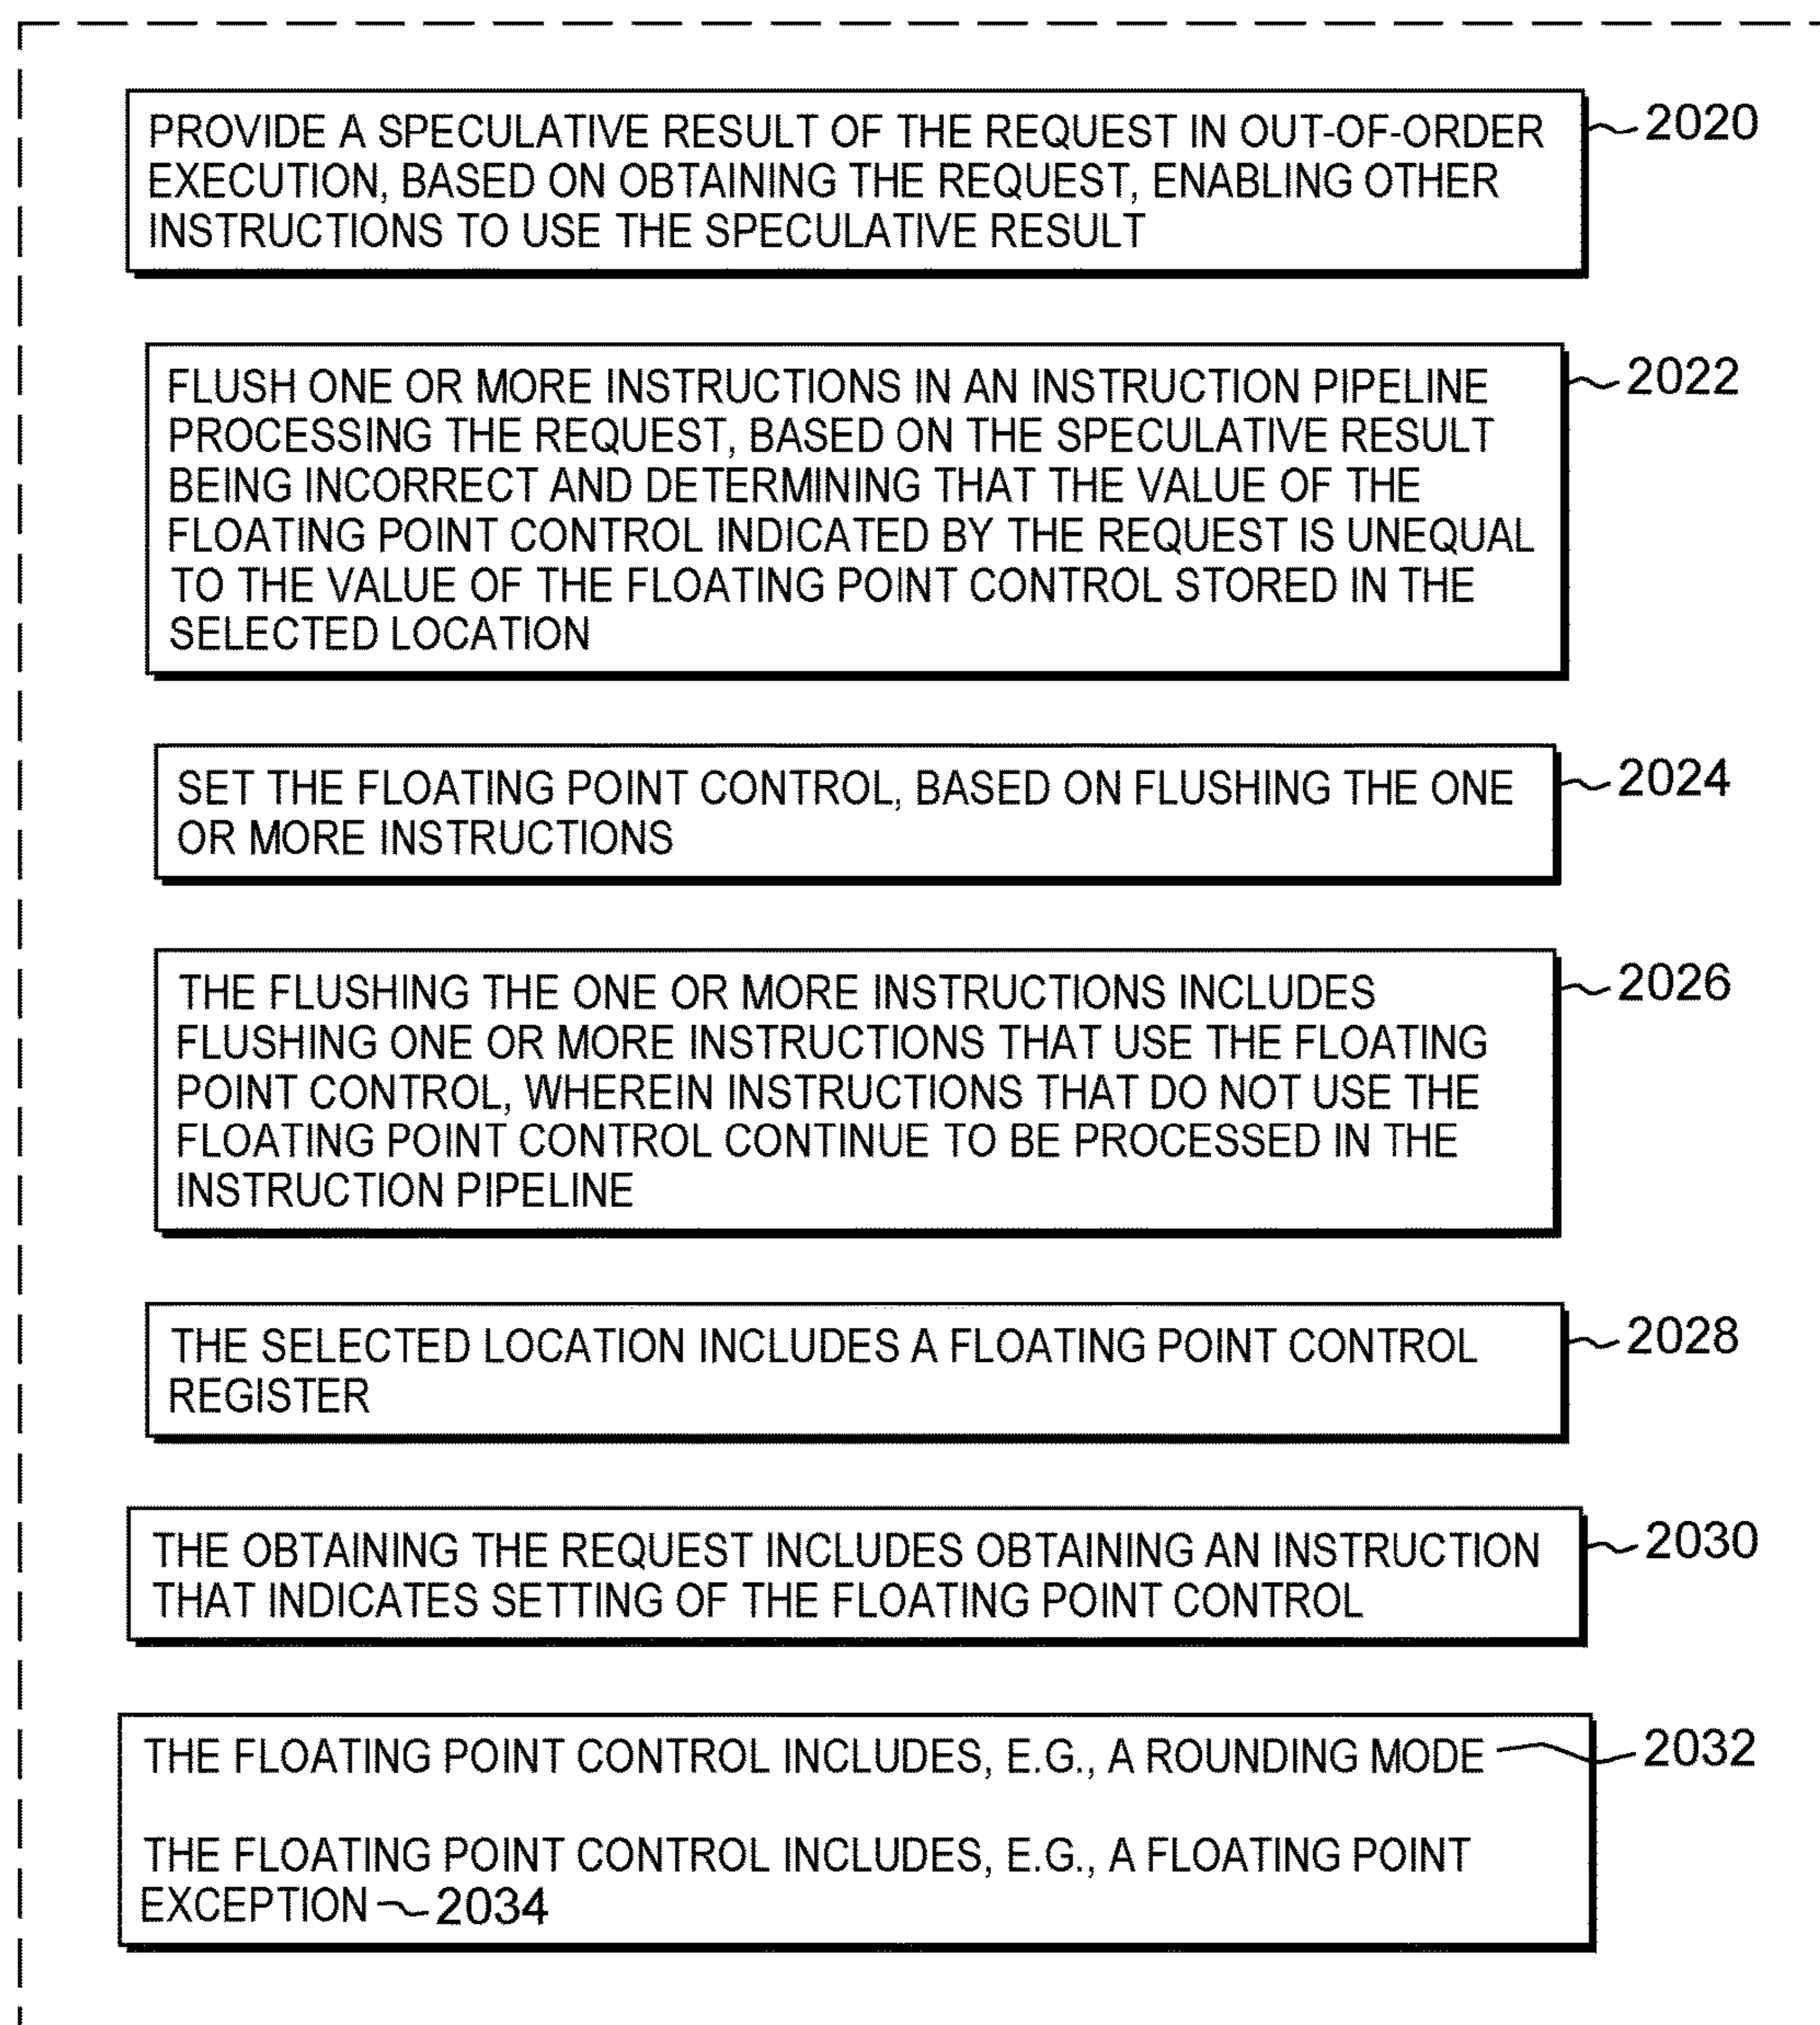 PROVIDE A SPECULATIVE RESULT OF THE REQUEST IN OUT-OF-ORDER 2020
EXECUTION, BASED ON OBTAINING THE REQUEST, ENABLING OTHER
INSTRUCTIONS TO USE THE SPECULATIVE RESULT
FLUSH ONE OR MORE INSTRUCTIONS IN AN INSTRUCTION PIPELINE 2022
PROCESSING THE REQUEST, BASED ON THE SPECULATIVE RESULT
BEING INCORRECT AND DETERMINING THAT THE VALUE OF THE
FLOATING POINT CONTROL INDICATED BY THE REQUEST IS UNEQUAL
TO THE VALUE OF THE FLOATING POINT CONTROL STORED IN THE
SELECTED LOCATION
SET THE FLOATING POINT CONTROL, BASED ON FLUSHING THE ONE 2024
OR MORE INSTRUCTIONS
THE FLUSHING THE ONE OR MORE INSTRUCTIONS INCLUDES 2026
FLUSHING ONE OR MORE INSTRUCTIONS THAT USE THE FLOATING
POINT CONTROL, WHEREIN INSTRUCTIONS THAT DO NOT USE THE
FLOATING POINT CONTROL CONTINUE TO BE PROCESSED IN THE
INSTRUCTION PIPELINE
THE SELECTED LOCATION INCLUDES A FLOATING POINT CONTROL 2028
REGISTER
THE OBTAINING THE REQUEST INCLUDES OBTAINING AN INSTRUCTION 2030
THAT INDICATES SETTING OF THE FLOATING POINT CONTROL
THE FLOATING POINT CONTROL INCLUDES, E.G., A ROUNDING MODE 2032
THE FLOATING POINT CONTROL INCLUDES, E.G., A FLOATING POINT
EXCEPTION 2034